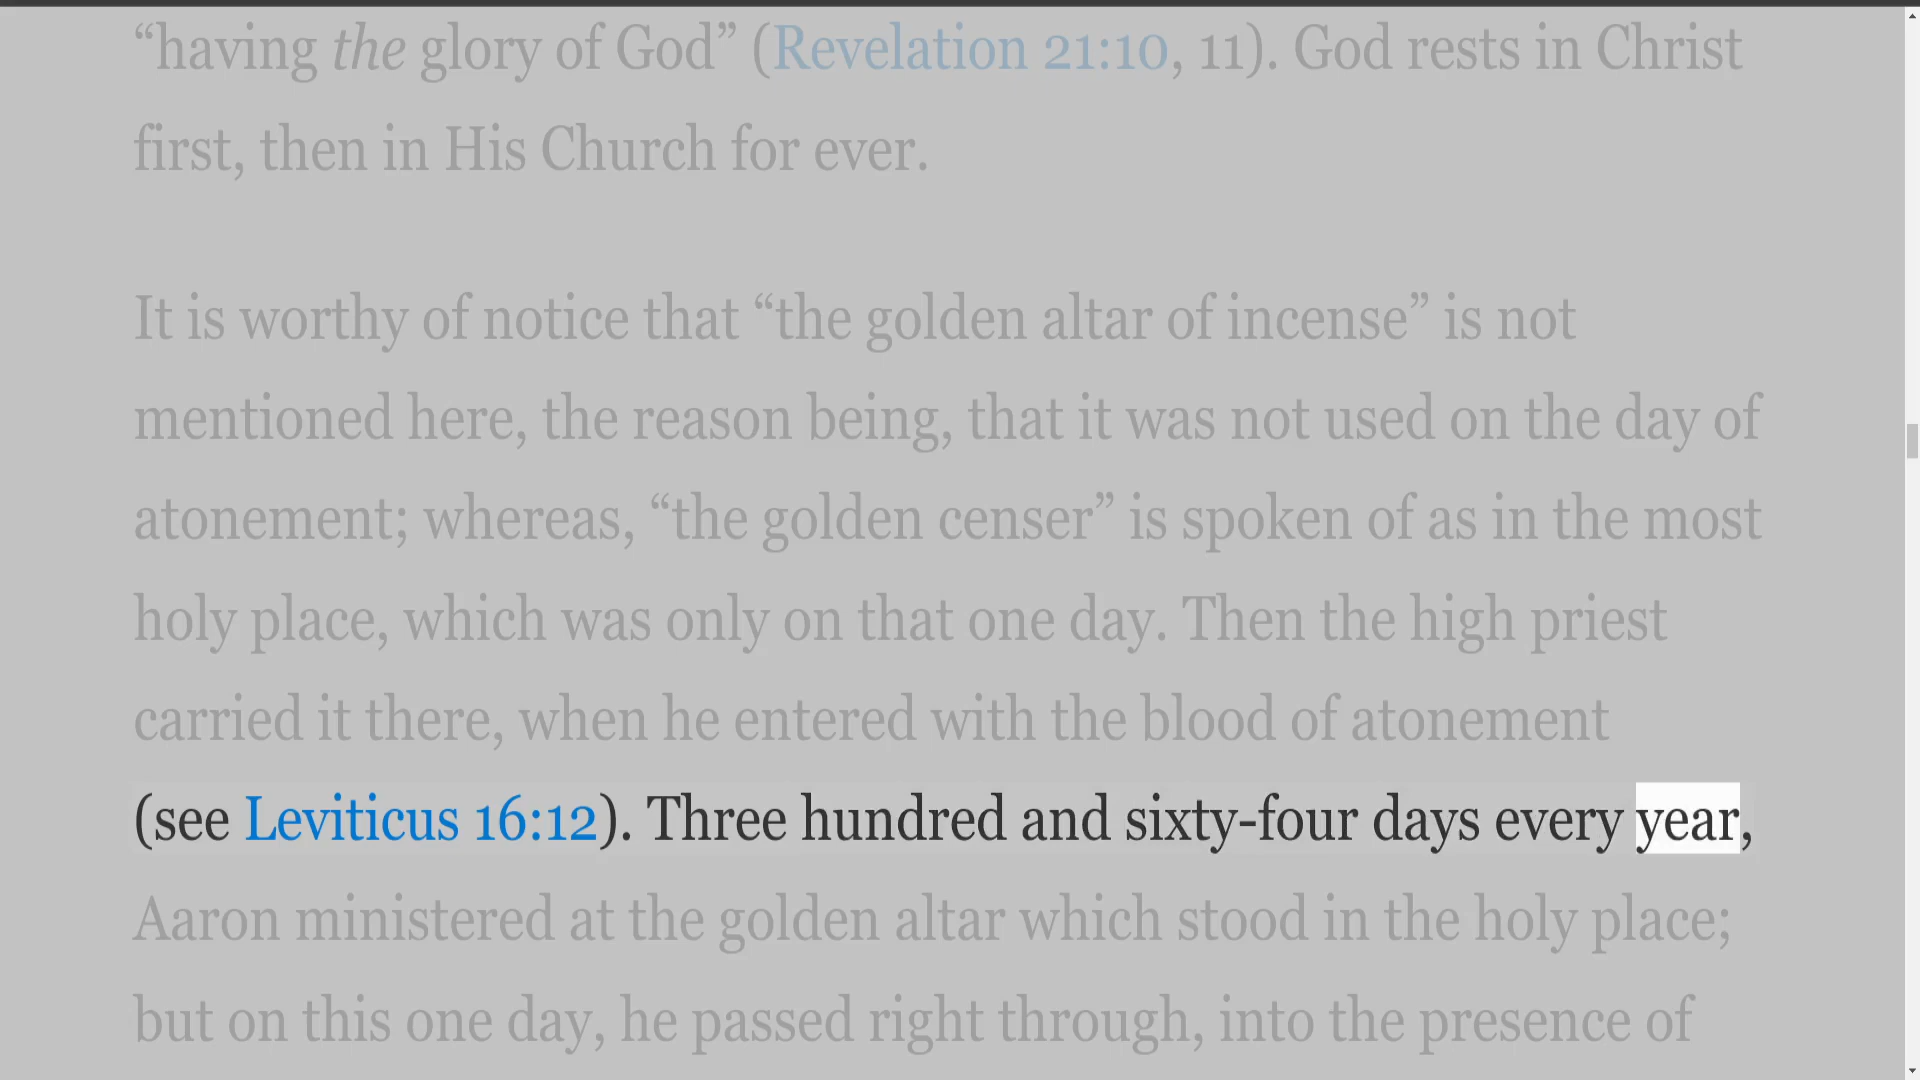 “having the glory of God” (Revelation 21:10, 11). God rests in Christ
first, then in His Church for ever.
It is worthy of notice that “the golden altar of incense” is not
mentioned here, the reason being, that it was not used on the day of
atonement; whereas, “the golden censer” is spoken of as in the most
holy place, which was only on that one day. Then the high priest
carried it there, when he entered with the blood of atonement
(see Leviticus 16:12). Three hundred and sixty-four days every year,
Aaron ministered at the golden altar which stood in the holy place;
but on this one day, he passed right through, into the presence of